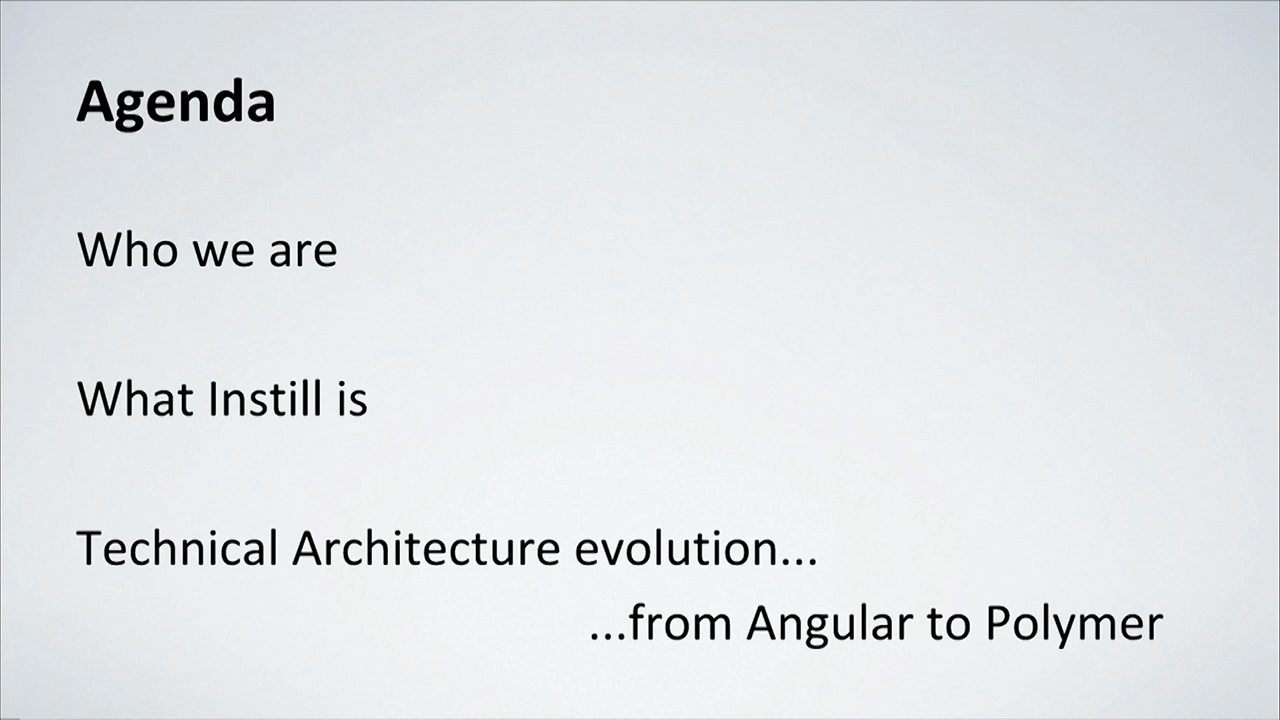 Agenda
Who we are
What Instill is
Technical Architecture evolution...
...from Angular to Polymer